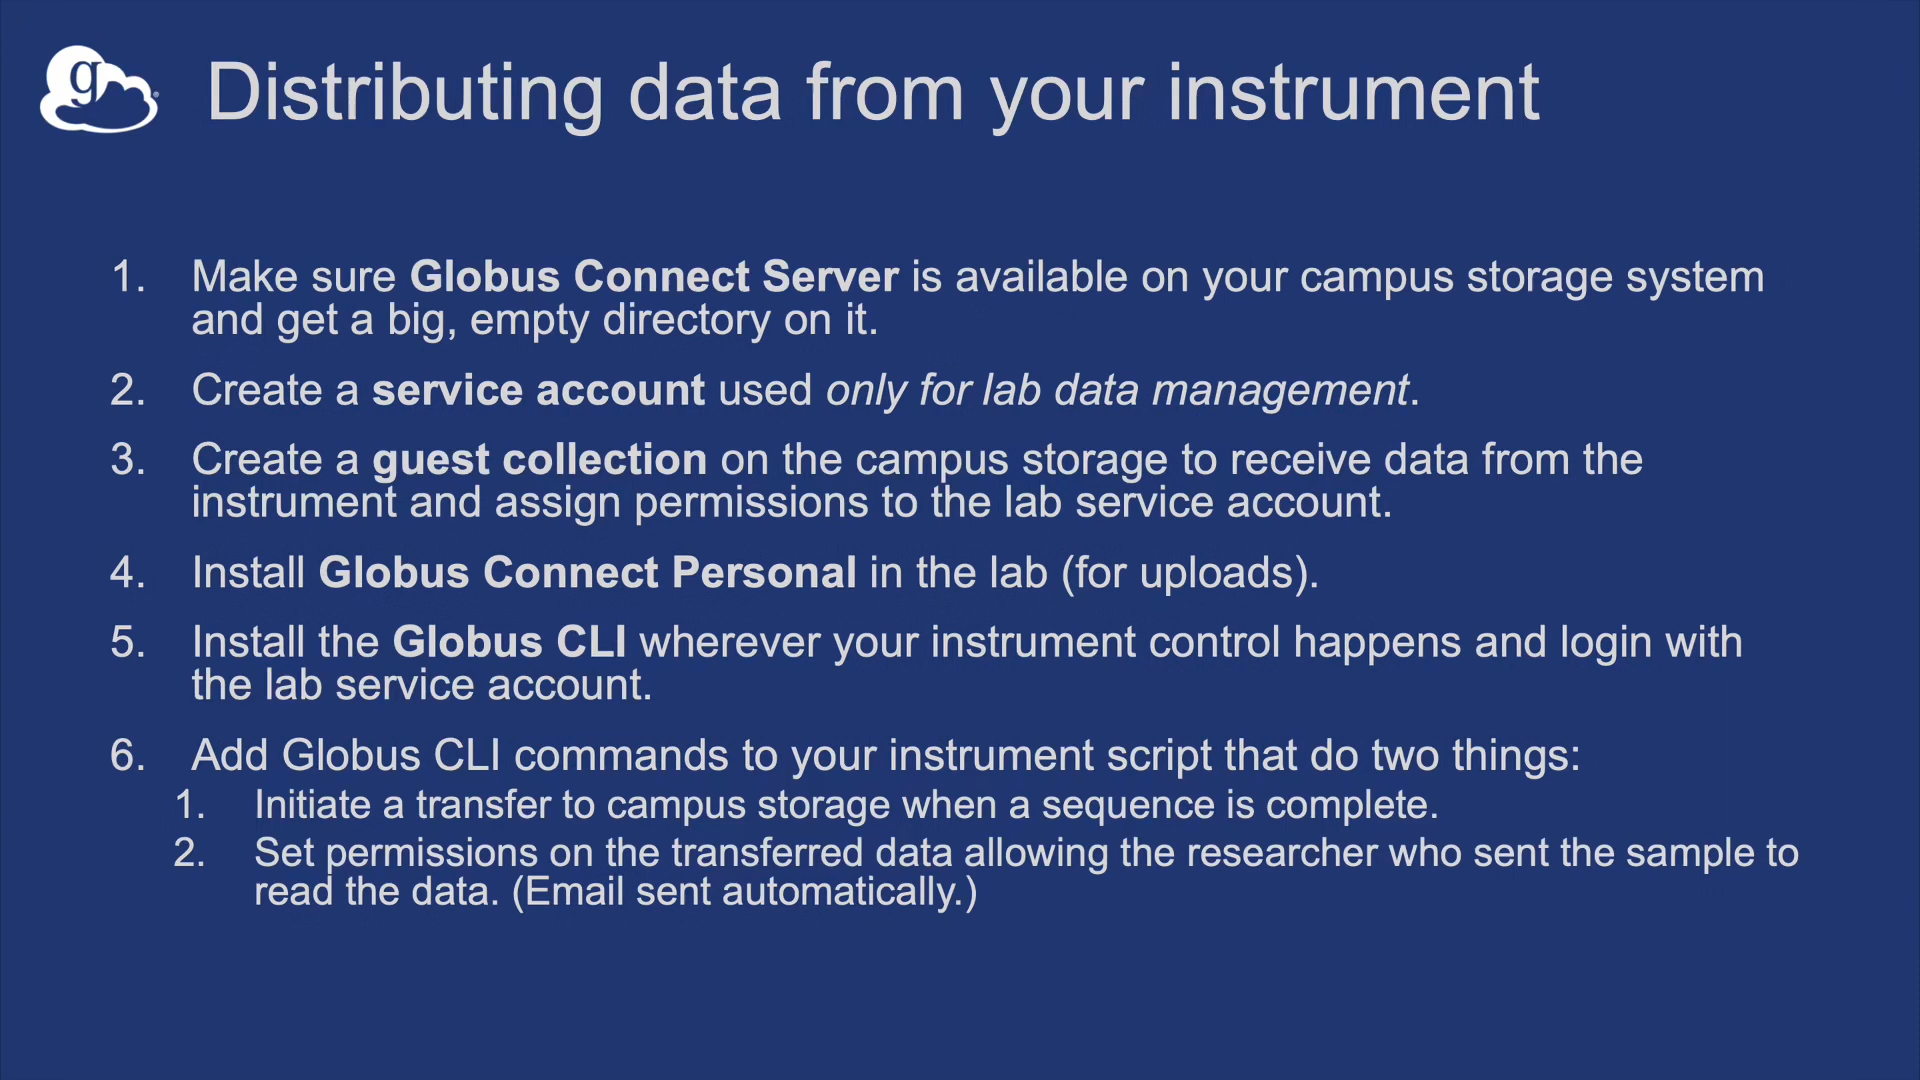 g
Distributing data from your instrument
1. Make sure Globus Connect Server is available on your campus storage system
and get a big, empty directory on it.
2. Create a service account used only for lab data management.
3. Create a guest collection on the campus storage to receive data from the
instrument and assign permissions to the lab service account.
4. Install Globus Connect Personal in the lab (for uploads).
5. Install the Globus CLI wherever your instrument control happens and login with
the lab service account.
6. Add Globus CLI commands to your instrument script that do two things:
1. Initiate a transfer to campus storage when a sequence is complete.
2. Set permissions on the transferred data allowing the researcher who sent the sample to
read the data. (Email sent automatically.)